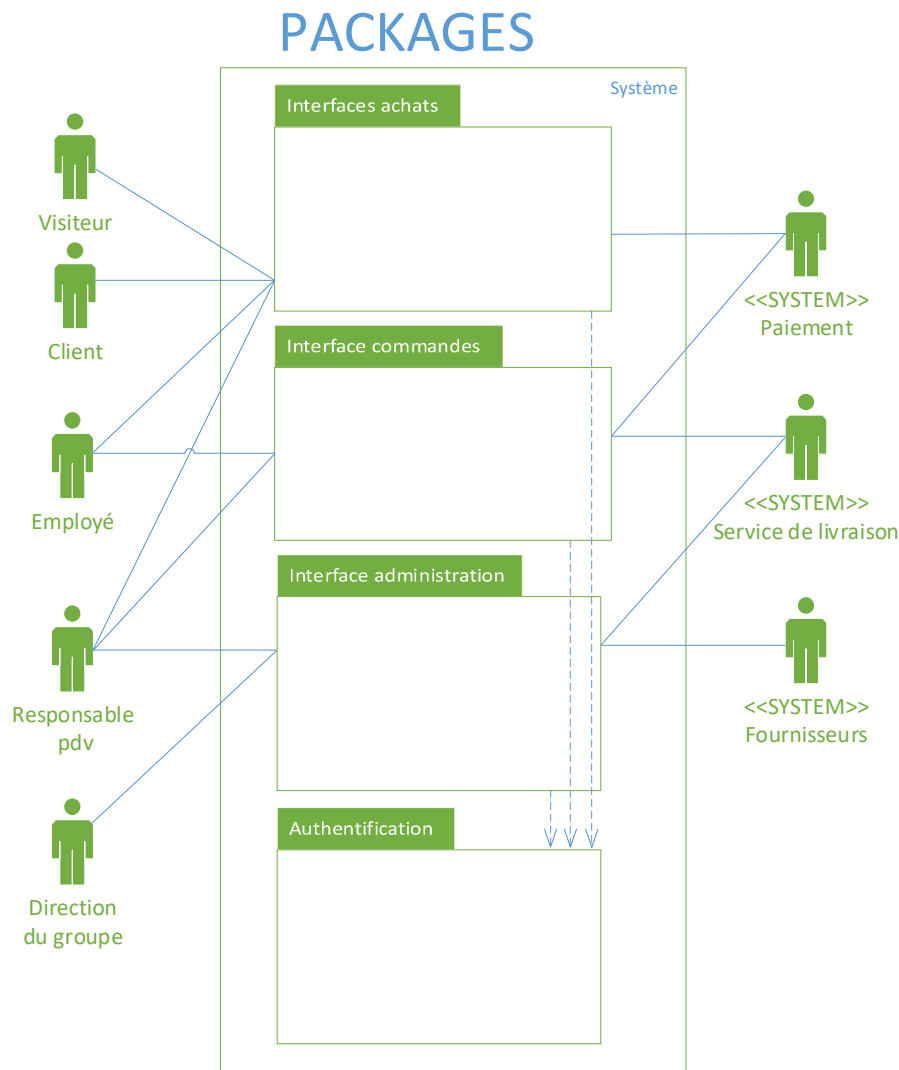 PACKAGES
Système
Interfaces achats
Visiteur
Client
<<SYSTEM>>
Paiement
Interface commandes
Employé
<<SYSTEM>>
Service de livraison
Interface administration
Responsable
pdv
<<SYSTEM>>
Fournisseurs
Authentification
Direction
du groupe